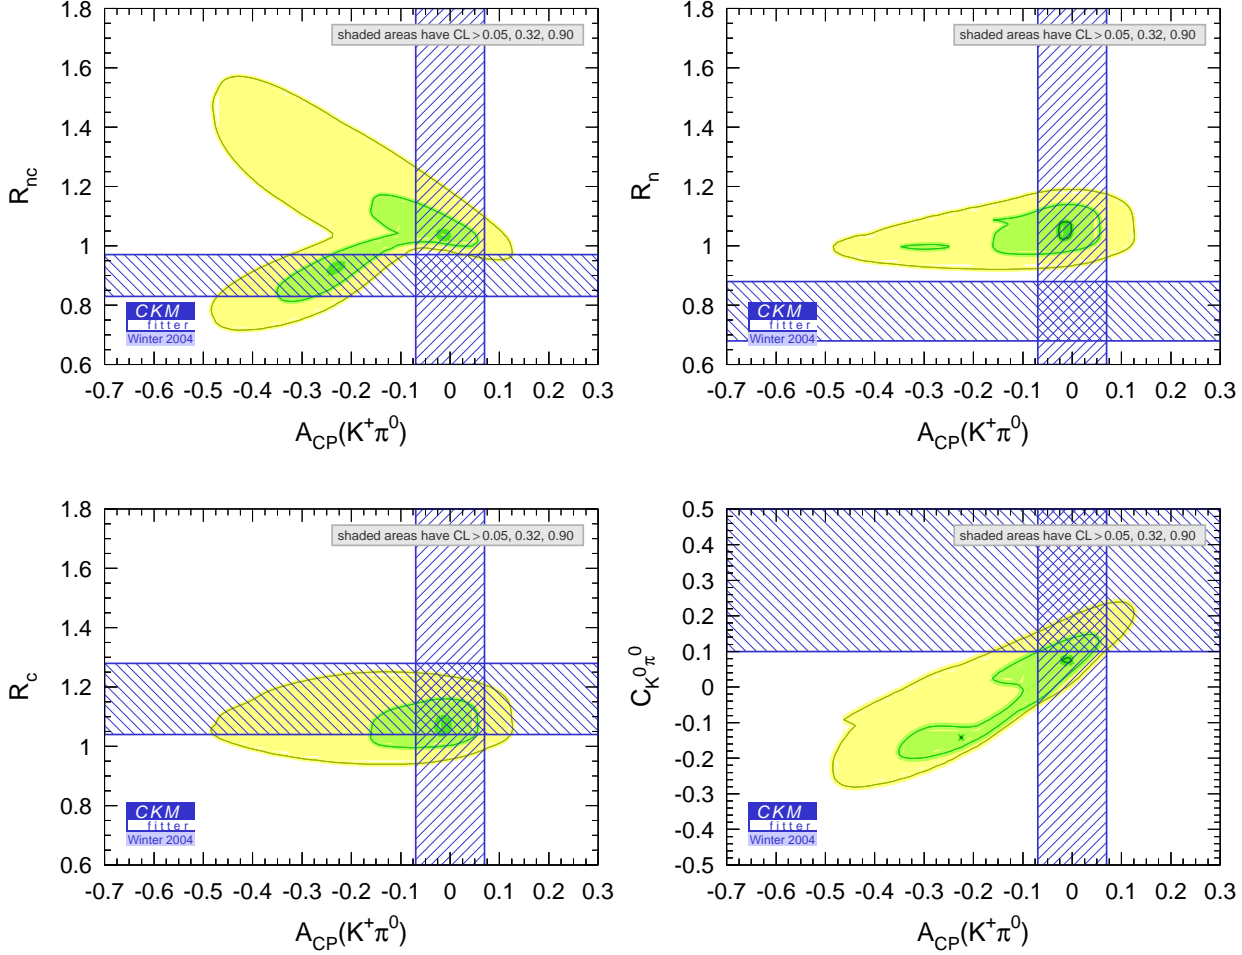 1.8
1.6
1.4
1.2
1
0.8
0.6
R_nc
shaded areas have CL > 0.05, 0.32, 0.90
CKM
fitter
Winter 2004
-0.7 -0.6 -0.5 -0.4 -0.3 -0.2 -0.1 0 0.1 0.2 0.3
A_CP(K⁺π⁰)
1.8
1.6
1.4
1.2
1
0.8
0.6
R_n
shaded areas have CL > 0.05, 0.32, 0.90
CKM
fitter
Winter 2004
-0.7 -0.6 -0.5 -0.4 -0.3 -0.2 -0.1 0 0.1 0.2 0.3
A_CP(K⁺π⁰)
1.8
1.6
1.4
1.2
1
0.8
0.6
R_c
shaded areas have CL > 0.05, 0.32, 0.90
CKM
fitter
Winter 2004
-0.7 -0.6 -0.5 -0.4 -0.3 -0.2 -0.1 0 0.1 0.2 0.3
A_CP(K⁺π⁰)
0.5
0.4
0.3
0.2
0.1
0
-0.1
-0.2
-0.3
-0.4
-0.5
C_K⁰π⁰
shaded areas have CL > 0.05, 0.32, 0.90
CKM
fitter
Winter 2004
-0.7 -0.6 -0.5 -0.4 -0.3 -0.2 -0.1 0 0.1 0.2 0.3
A_CP(K⁺π⁰)